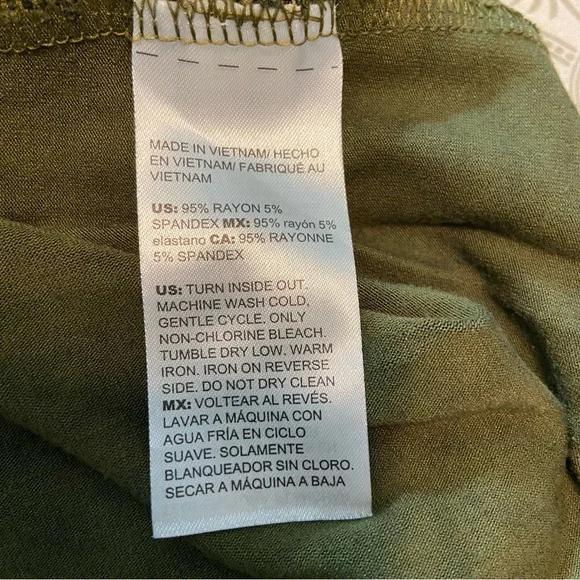 MADE IN VIETNAM/ HECHO
EN VIETNAM/ FABRIQUÉ AU
VIETNAM
US: 95% RAYON 5%
SPANDEX MX: 95% rayón 5%
elastano CA: 95% RAYONNE
5% SPANDEX
US: TURN INSIDE OUT.
MACHINE WASH COLD,
GENTLE CYCLE. ONLY
NON-CHLORINE BLEACH.
TUMBLE DRY LOW. WARM
IRON. IRON ON REVERSE
SIDE. DO NOT DRY CLEAN
MX: VOLTEAR AL REVÉS.
LAVAR A MÁQUINA CON
AGUA FRÍA EN CICLO
SUAVE. SOLAMENTE
BLANQUEADOR SIN CLORO.
SECAR A MÁQUINA A BAJA